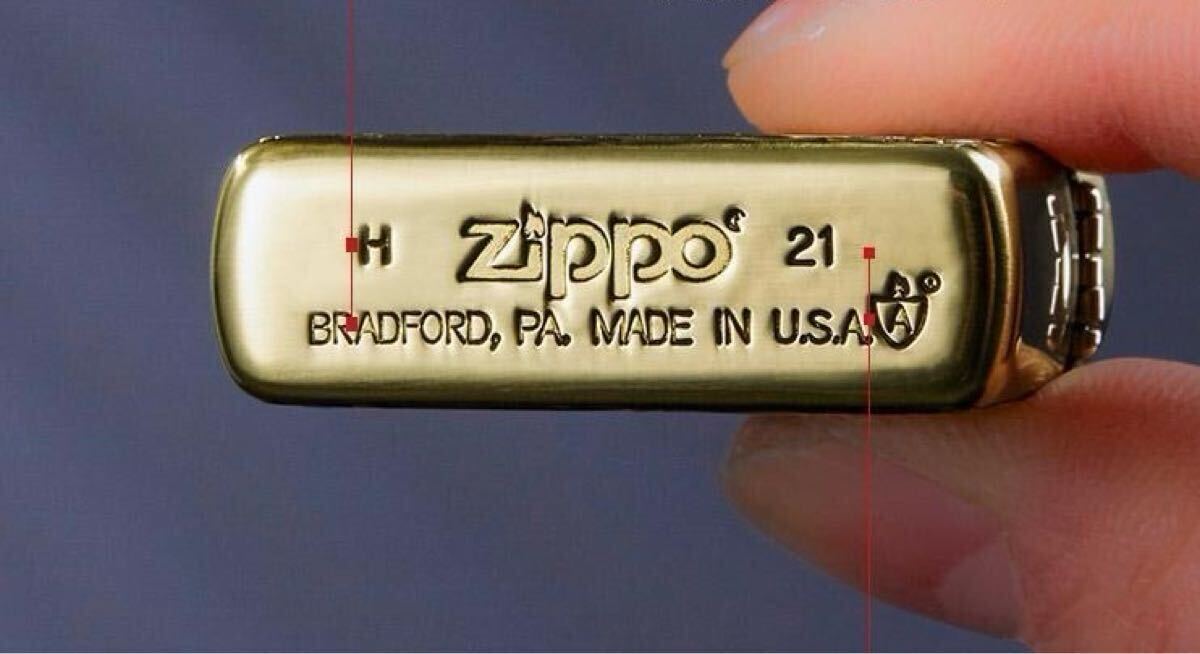 H zippo 21
BRADFORD, PA. MADE IN U.S.A. A